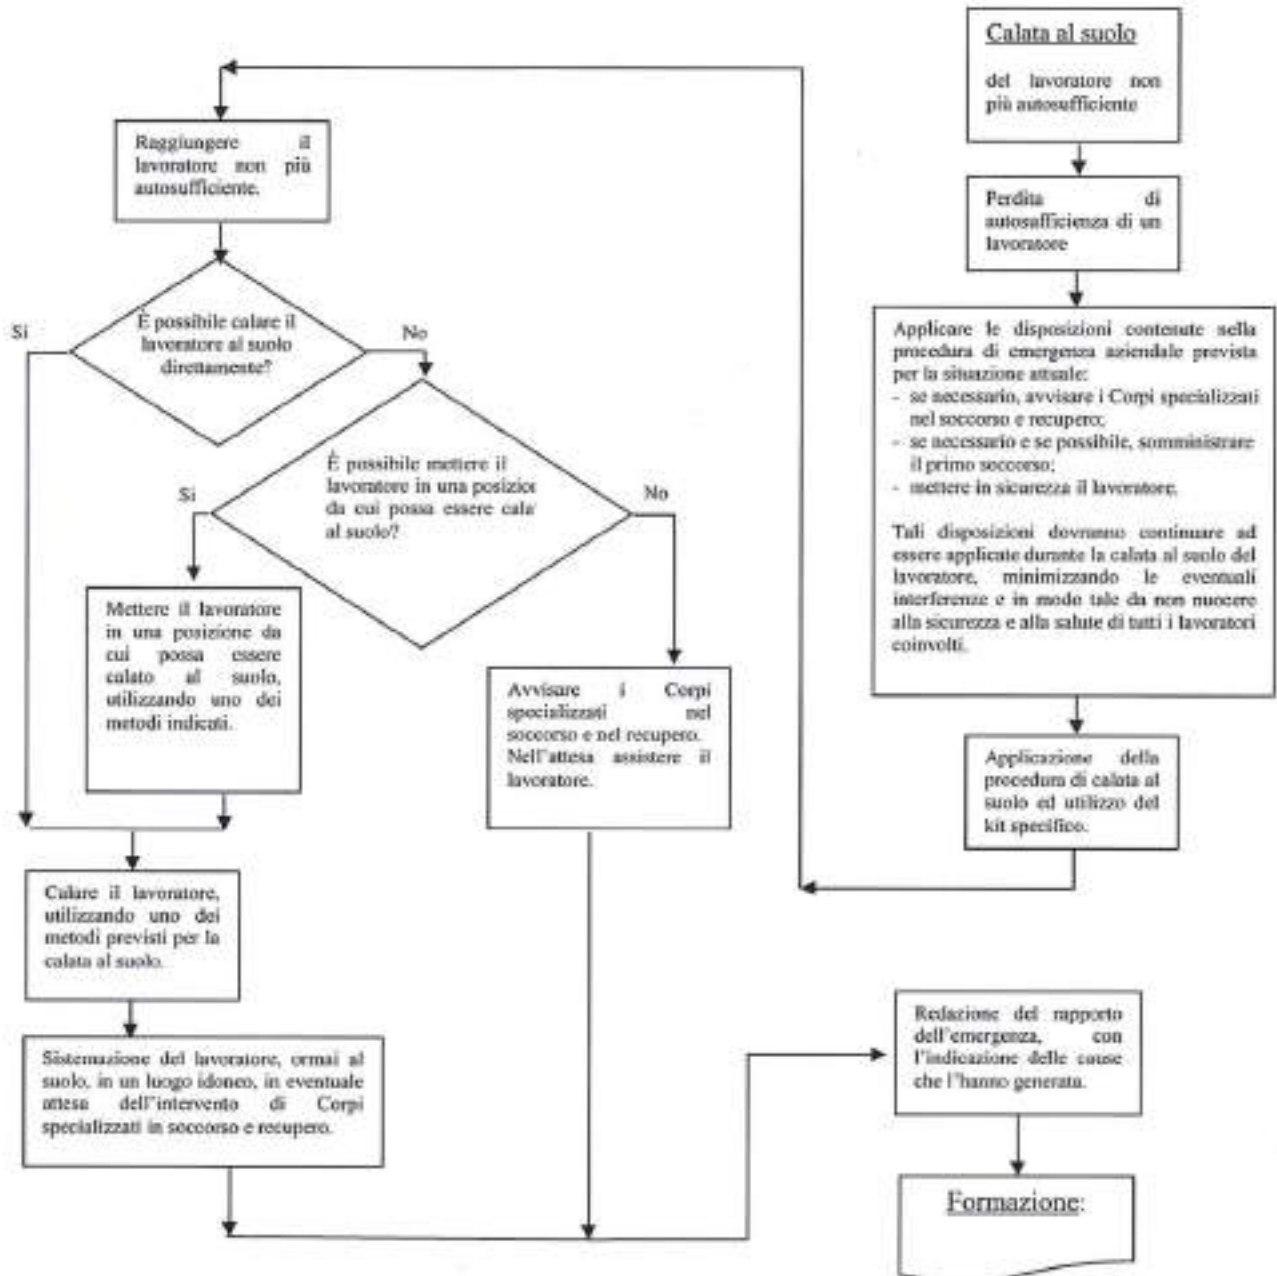 Calata al suolo
del lavoratore non
più autosufficiente
Perdita di
autosufficienza di un
lavoratore
Applicare le disposizioni contenute nella
procedura di emergenza aziendale prevista
per la situazione attuale:
- se necessario, avvisare i Corpi specializzati
nel soccorso e recupero;
- se necessario e se possibile, somministrare
il primo soccorso;
- mettere in sicurezza il lavoratore.
Tali disposizioni dovranno continuare ad
essere applicate durante la calata al suolo del
lavoratore, minimizzando le eventuali
interferenze e in modo tale da non nuocere
alla sicurezza e alla salute di tutti i lavoratori
coinvolti.
Applicazione della
procedura di calata al
suolo ed utilizzo del
kit specifico.
Raggiungere il
lavoratore non più
autosufficiente.
È possibile calare il
lavoratore al suolo
direttamente?
Si
No
È possibile mettere il
lavoratore in una posizio
da cui possa essere cala
al suolo?
Si
No
Mettere il lavoratore
in una posizione da
cui possa essere
calato al suolo,
utilizzando uno dei
metodi indicati.
Avvisare i Corpi
specializzati nel
soccorso e nel recupero.
Nell'attesa assistere il
lavoratore.
Calare il lavoratore,
utilizzando uno dei
metodi previsti per la
calata al suolo.
Sistemazione del lavoratore, ormai al
suolo, in un luogo idoneo, in eventuale
attesa dell'intervento di Corpi
specializzati in soccorso e recupero.
Redazione del rapporto
dell'emergenza, con
l'indicazione delle cause
che l'hanno generata.
Formazione: